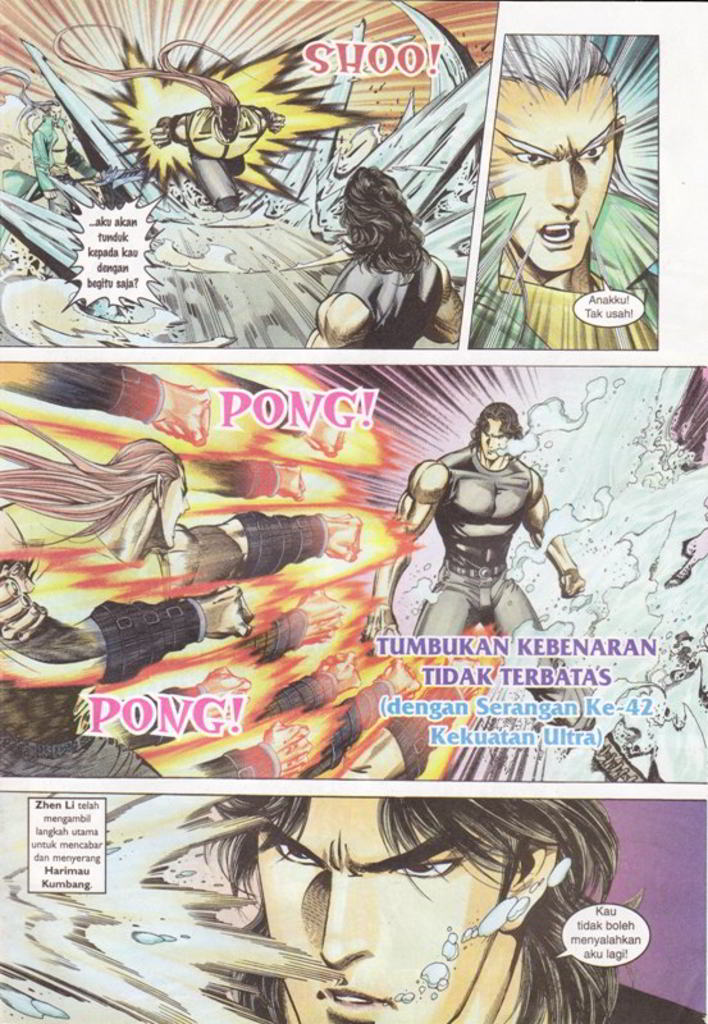 SHOO!
...aku akan
tunduk
kepada kau
dengan
begitu saja?
Anakku!
Tak usah!
PONG!
TUMBUKAN KEBENARAN
TIDAK TERBATAS
(dengan Serangan Ke-42
Kekuatan Ultra)
PONG!
Zhen Li telah
mengambil
langkah utama
untuk mencabar
dan menyerang
Harimau
Kumbang.
Kau
tidak boleh
menyalahkan
aku lagi!